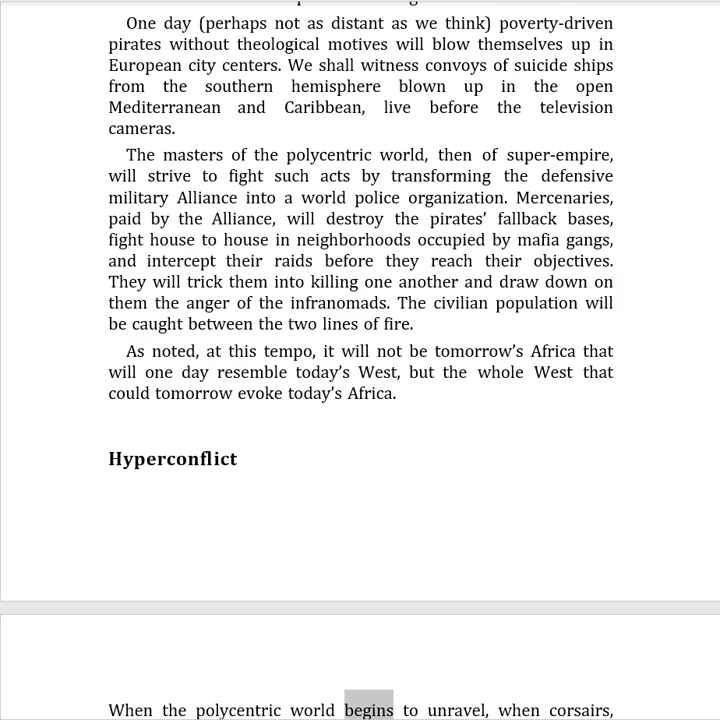 One day (perhaps not as distant as we think) poverty-driven
pirates without theological motives will blow themselves up in
European city centers. We shall witness convoys of suicide ships
from the southern hemisphere blown up in the open
Mediterranean and Caribbean, live before the television
cameras.
The masters of the polycentric world, then of super-empire,
will strive to fight such acts by transforming the defensive
military Alliance into a world police organization. Mercenaries,
paid by the Alliance, will destroy the pirates’ fallback bases,
fight house to house in neighborhoods occupied by mafia gangs,
and intercept their raids before they reach their objectives.
They will trick them into killing one another and draw down on
them the anger of the infranomads. The civilian population will
be caught between the two lines of fire.
As noted, at this tempo, it will not be tomorrow’s Africa that
will one day resemble today’s West, but the whole West that
could tomorrow evoke today’s Africa.
Hyperconflict
When the polycentric world begins to unravel, when corsairs,